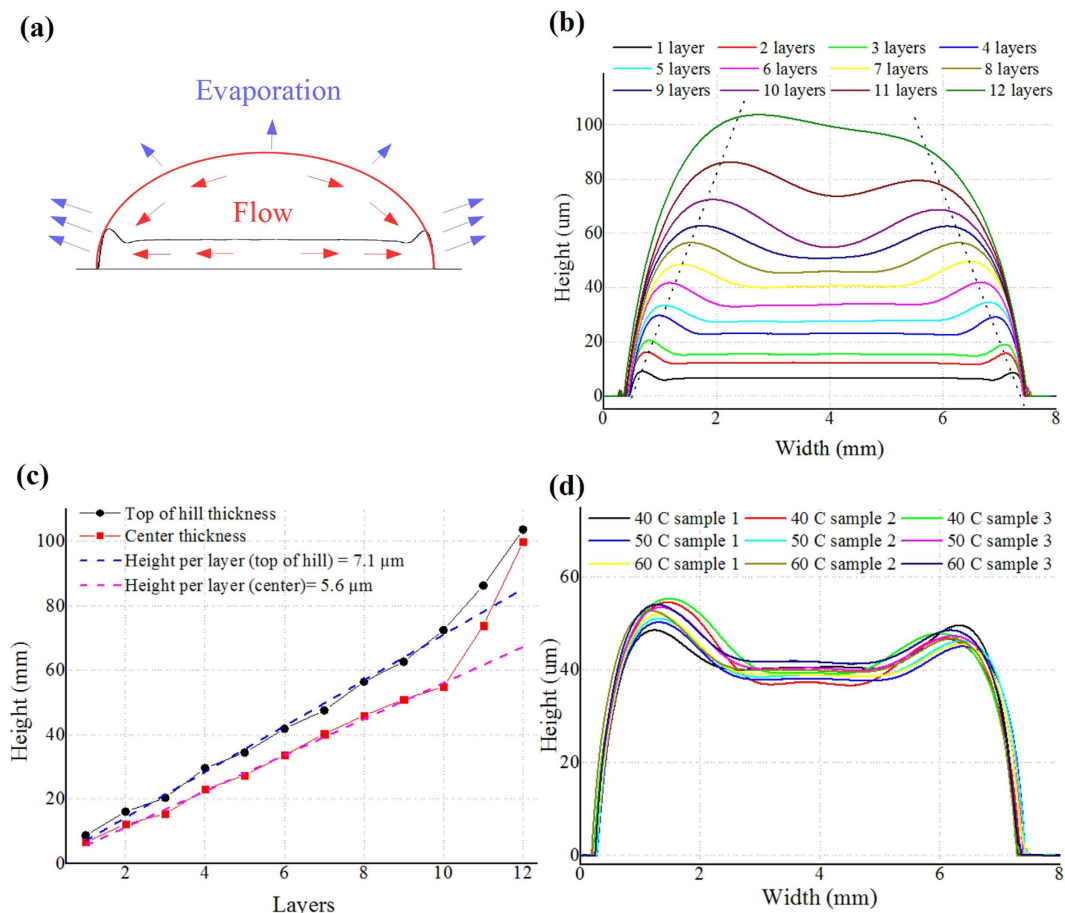 (a)
Evaporation
Flow
(b)
1 layer 2 layers 3 layers 4 layers
5 layers 6 layers 7 layers 8 layers
9 layers 10 layers 11 layers 12 layers
Height (um)
100
80
60
40
20
0
0 2 4 6 8
Width (mm)
(c)
Top of hill thickness
Center thickness
Height per layer (top of hill) = 7.1 µm
Height per layer (center)= 5.6 µm
Height (mm)
100
80
60
40
20
0
2 4 6 8 10 12
Layers
(d)
40 C sample 1 40 C sample 2 40 C sample 3
50 C sample 1 50 C sample 2 50 C sample 3
60 C sample 1 60 C sample 2 60 C sample 3
Height (um)
60
40
20
0
0 2 4 6 8
Width (mm)